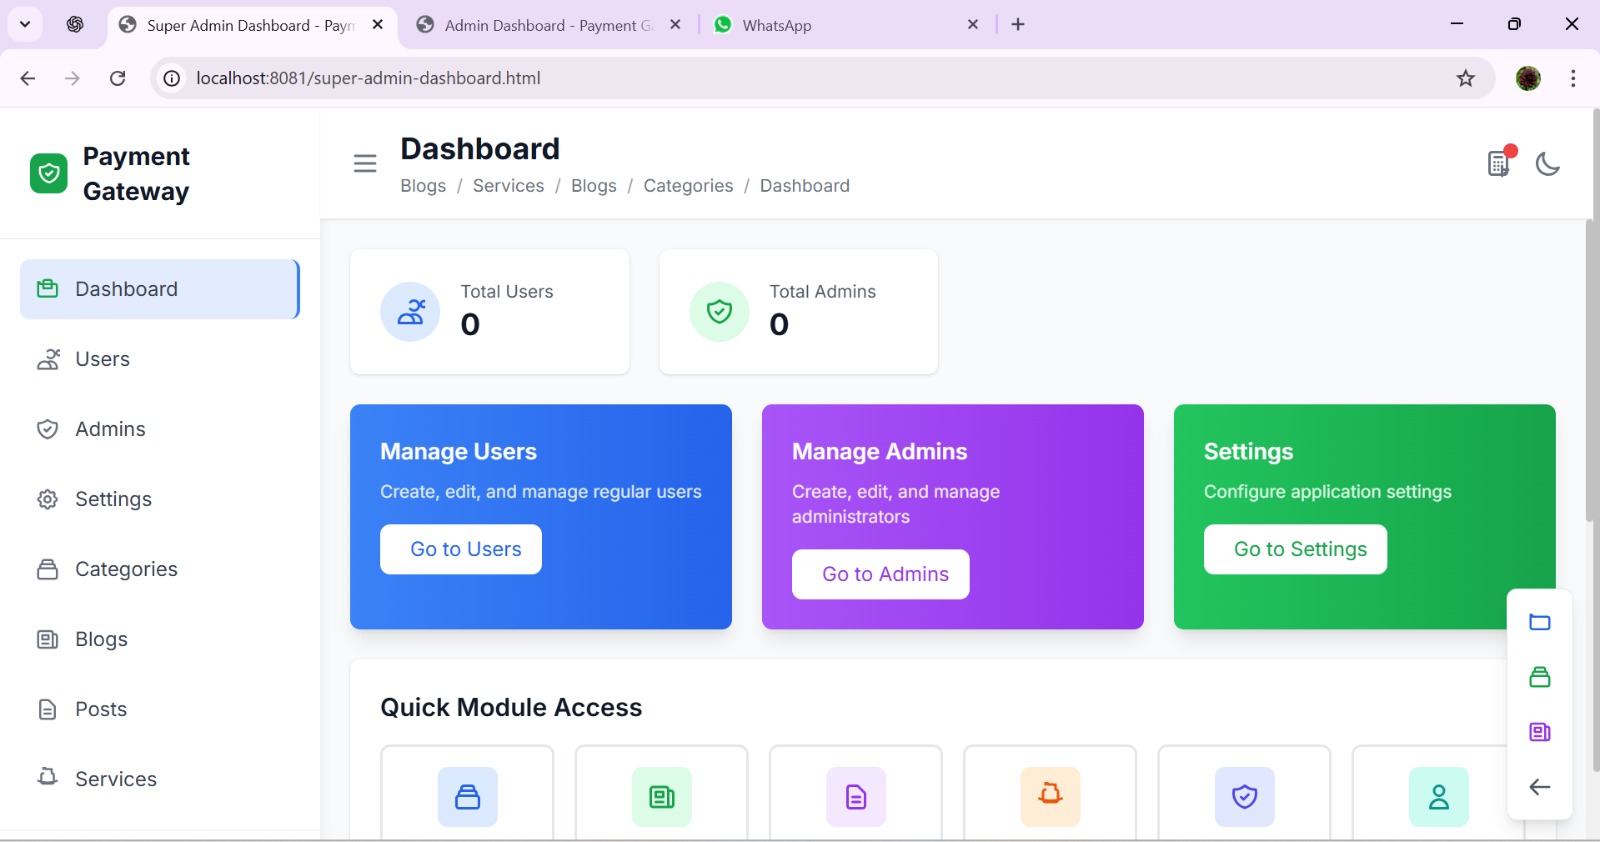 Super Admin Dashboard - Paym
Admin Dashboard - Payment G
WhatsApp
localhost:8081/super-admin-dashboard.html
Payment
Gateway
Dashboard
Users
Admins
Settings
Categories
Blogs
Posts
Services
Dashboard
Blogs / Services / Blogs / Categories / Dashboard
Total Users
0
Total Admins
0
Manage Users
Create, edit, and manage regular users
Go to Users
Manage Admins
Create, edit, and manage
administrators
Go to Admins
Settings
Configure application settings
Go to Settings
Quick Module Access